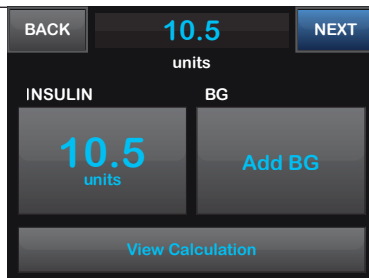 BACK 10.5 NEXT
units
INSULIN BG
10.5 Add BG
units
View Calculation